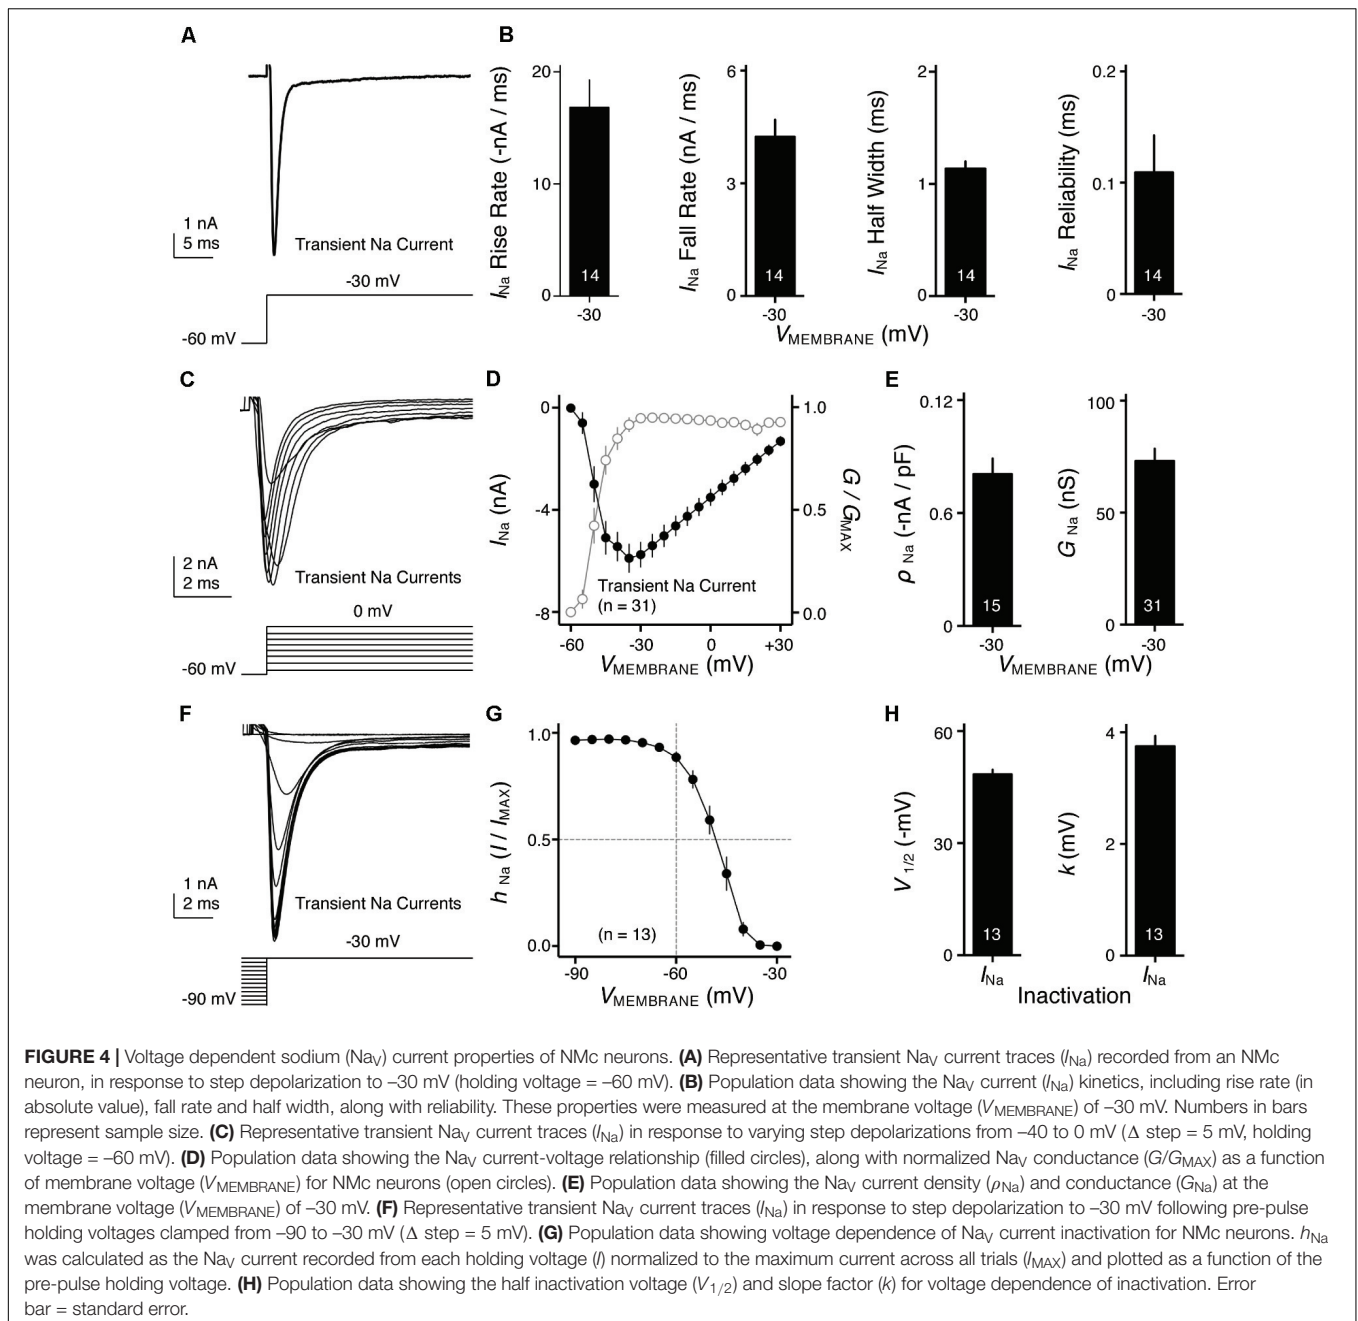 A
1 nA
5 ms
Transient Na Current
-30 mV
-60 mV
B
I Na Rise Rate (-nA / ms)
20
10
0
14
-30
I Na Fall Rate (nA / ms)
6
3
0
14
-30
I Na Half Width (ms)
2
1
0
14
-30
I Na Reliability (ms)
0.2
0.1
0
14
-30
V MEMBRANE (mV)
C
2 nA
2 ms
Transient Na Currents
0 mV
-60 mV
D
I Na (nA)
0
-4
-8
Transient Na Current
(n = 31)
G / G MAX
1.0
0.5
0.0
-60
-30
0
+30
V MEMBRANE (mV)
E
ρ Na (-nA / pF)
0.12
0.6
0
15
-30
G Na (nS)
100
50
0
31
-30
V MEMBRANE (mV)
F
1 nA
2 ms
Transient Na Currents
-30 mV
-90 mV
G
h Na (I / I MAX)
1.0
0.5
0.0
(n = 13)
-90
-60
-30
V MEMBRANE (mV)
H
V 1/2 (-mV)
60
30
0
13
I Na
k (mV)
4
2
0
13
I Na
Inactivation
FIGURE 4 | Voltage dependent sodium (NaV) current properties of NMc neurons. (A) Representative transient NaV current traces (INa) recorded from an NMc
neuron, in response to step depolarization to –30 mV (holding voltage = –60 mV). (B) Population data showing the NaV current (INa) kinetics, including rise rate (in
absolute value), fall rate and half width, along with reliability. These properties were measured at the membrane voltage (VMEMBRANE) of –30 mV. Numbers in bars
represent sample size. (C) Representative transient NaV current traces (INa) in response to varying step depolarizations from –40 to 0 mV (Δ step = 5 mV, holding
voltage = –60 mV). (D) Population data showing the NaV current-voltage relationship (filled circles), along with normalized NaV conductance (G/GMAX) as a function
of membrane voltage (VMEMBRANE) for NMc neurons (open circles). (E) Population data showing the NaV current density (ρNa) and conductance (GNa) at the
membrane voltage (VMEMBRANE) of –30 mV. (F) Representative transient NaV current traces (INa) in response to step depolarization to –30 mV following pre-pulse
holding voltages clamped from –90 to –30 mV (Δ step = 5 mV). (G) Population data showing voltage dependence of NaV current inactivation for NMc neurons. hNa
was calculated as the NaV current recorded from each holding voltage (I) normalized to the maximum current across all trials (IMAX) and plotted as a function of the
pre-pulse holding voltage. (H) Population data showing the half inactivation voltage (V1/2) and slope factor (k) for voltage dependence of inactivation. Error
bar = standard error.